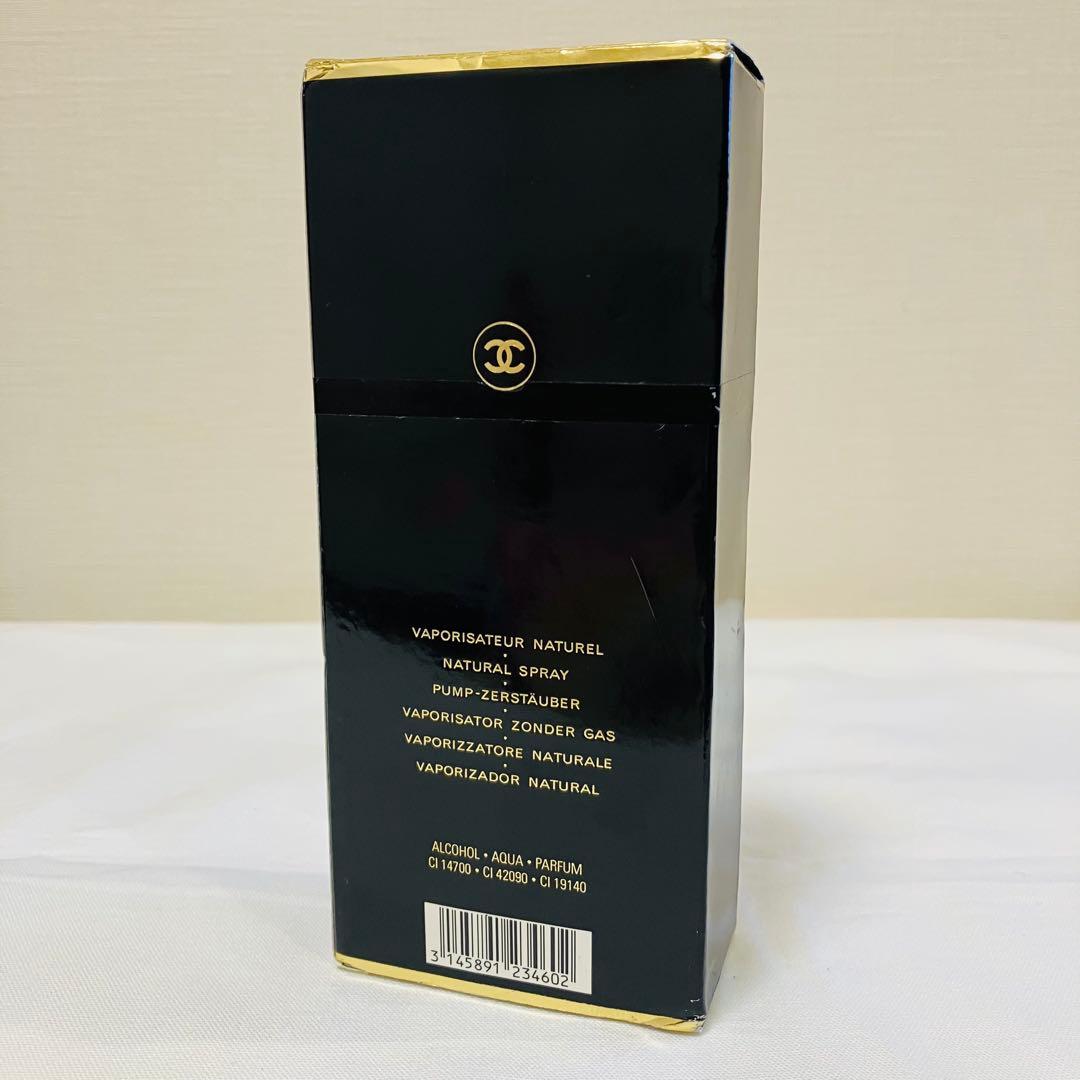 VAPORISATEUR NATUREL
•
NATURAL SPRAY
•
PUMP-ZERSTÄUBER
•
VAPORISATOR ZONDER GAS
•
VAPORIZZATORE NATURALE
•
VAPORIZADOR NATURAL
ALCOHOL • AQUA • PARFUM
CI 14700 • CI 42090 • CI 19140
3 145891 234602